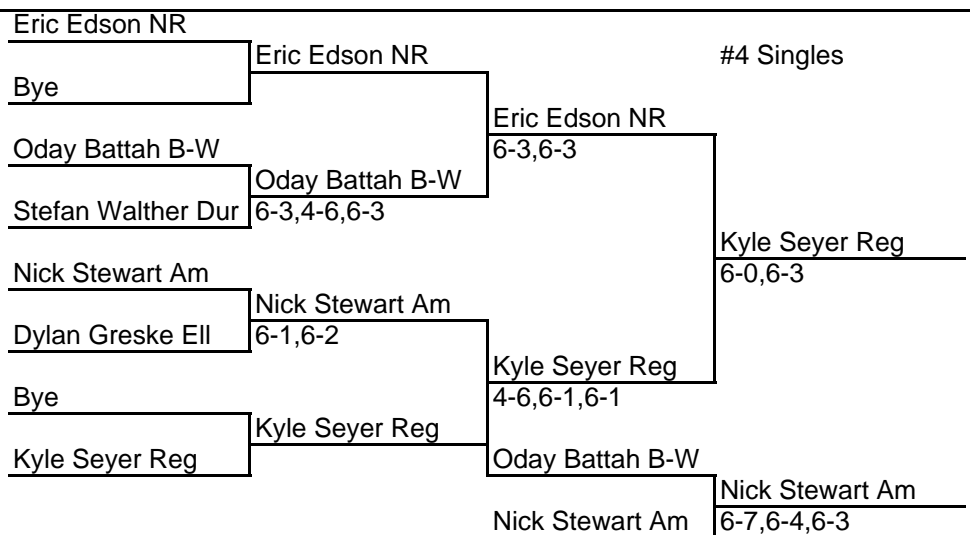 Eric Edson NR
Eric Edson NR
#4 Singles
Bye
Eric Edson NR
Oday Battah B-W
6-3,6-3
Oday Battah B-W
Stefan Walther Dur
6-3,4-6,6-3
Kyle Seyer Reg
Nick Stewart Am
6-0,6-3
Nick Stewart Am
Dylan Greske Ell
6-1,6-2
Kyle Seyer Reg
Bye
4-6,6-1,6-1
Kyle Seyer Reg
Kyle Seyer Reg
Oday Battah B-W
Nick Stewart Am
Nick Stewart Am
6-7,6-4,6-3